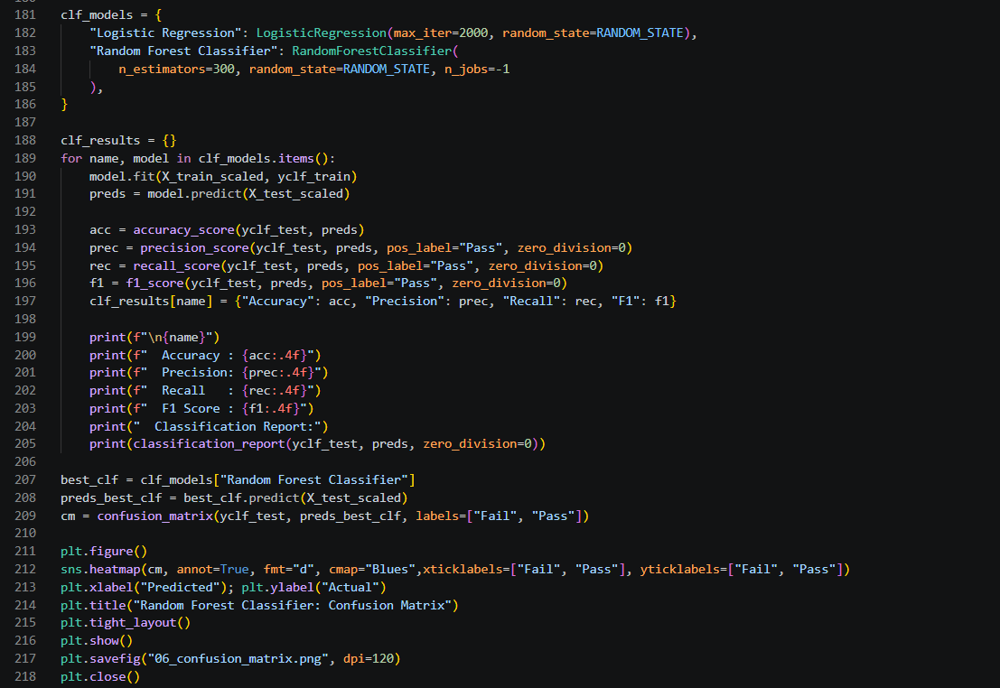 181 clf_models = {
182     "Logistic Regression": LogisticRegression(max_iter=2000, random_state=RANDOM_STATE),
183     "Random Forest Classifier": RandomForestClassifier(
184         n_estimators=300, random_state=RANDOM_STATE, n_jobs=-1
185     ),
186 }
187
188 clf_results = {}
189 for name, model in clf_models.items():
190     model.fit(X_train_scaled, yclf_train)
191     preds = model.predict(X_test_scaled)
192
193     acc = accuracy_score(yclf_test, preds)
194     prec = precision_score(yclf_test, preds, pos_label="Pass", zero_division=0)
195     rec = recall_score(yclf_test, preds, pos_label="Pass", zero_division=0)
196     f1 = f1_score(yclf_test, preds, pos_label="Pass", zero_division=0)
197     clf_results[name] = {"Accuracy": acc, "Precision": prec, "Recall": rec, "F1": f1}
198
199     print(f"\n{name}")
200     print(f"  Accuracy : {acc:.4f}")
201     print(f"  Precision: {prec:.4f}")
202     print(f"  Recall   : {rec:.4f}")
203     print(f"  F1 Score : {f1:.4f}")
204     print("  Classification Report:")
205     print(classification_report(yclf_test, preds, zero_division=0))
206
207 best_clf = clf_models["Random Forest Classifier"]
208 preds_best_clf = best_clf.predict(X_test_scaled)
209 cm = confusion_matrix(yclf_test, preds_best_clf, labels=["Fail", "Pass"])
210
211 plt.figure()
212 sns.heatmap(cm, annot=True, fmt="d", cmap="Blues",xticklabels=["Fail", "Pass"], yticklabels=["Fail", "Pass"])
213 plt.xlabel("Predicted"); plt.ylabel("Actual")
214 plt.title("Random Forest Classifier: Confusion Matrix")
215 plt.tight_layout()
216 plt.show()
217 plt.savefig("06_confusion_matrix.png", dpi=120)
218 plt.close()